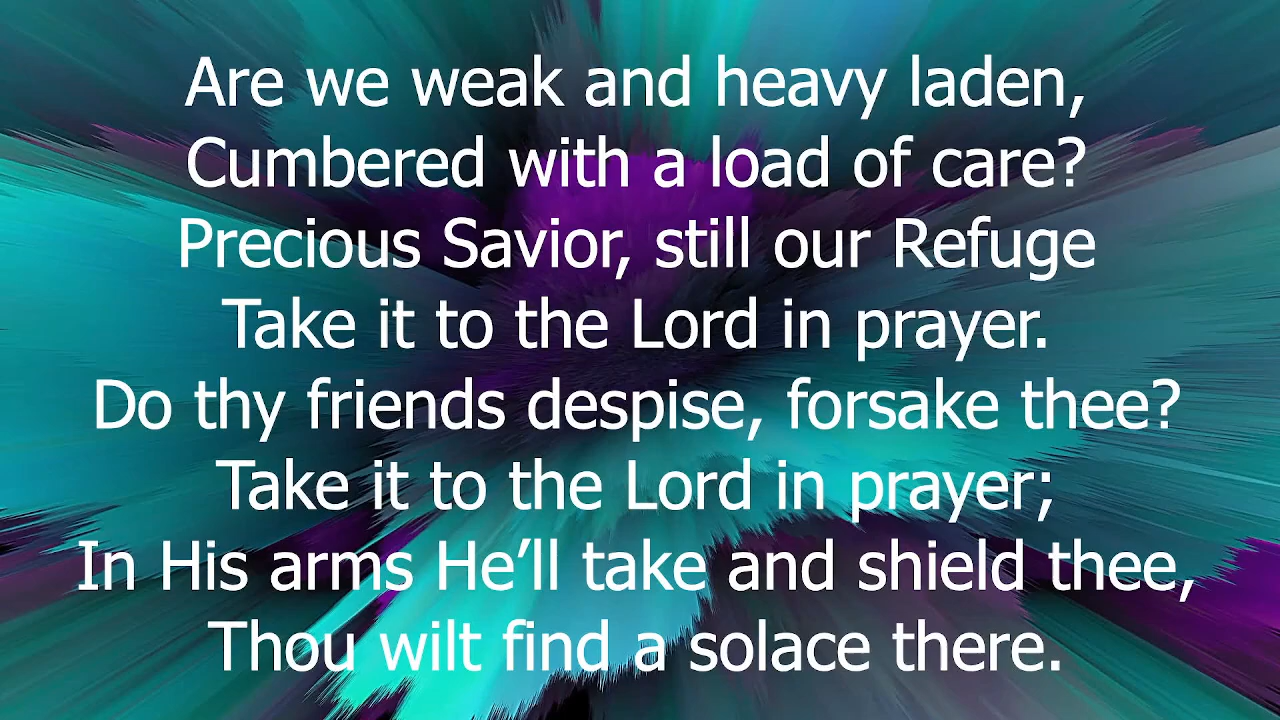 Are we weak and heavy laden,
Cumbered with a load of care?
Precious Savior, still our Refuge
Take it to the Lord in prayer.
Do thy friends despise, forsake thee?
Take it to the Lord in prayer;
In His arms He’ll take and shield thee,
Thou wilt find a solace there.